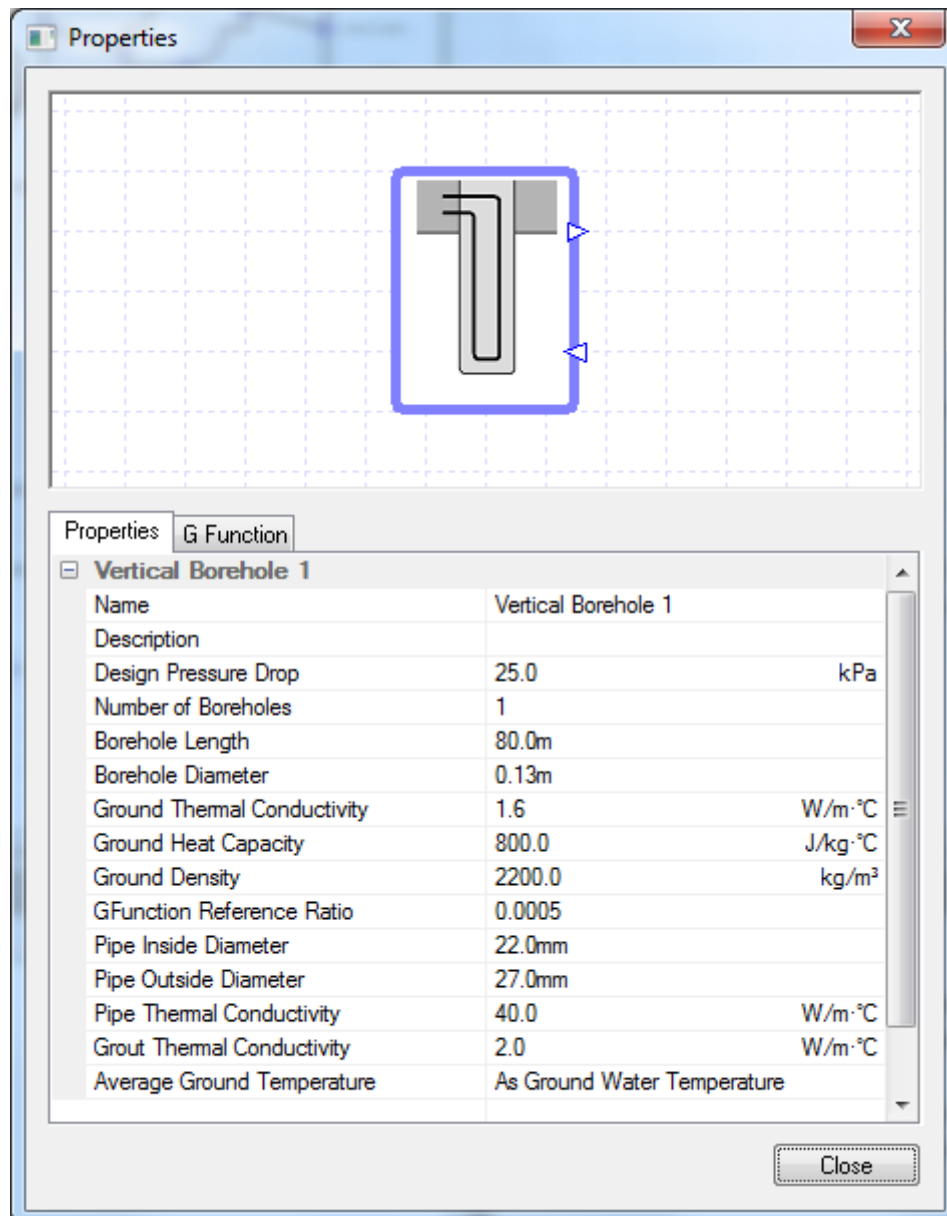 Properties
Properties G Function
Vertical Borehole 1
Name Vertical Borehole 1
Description
Design Pressure Drop 25.0 kPa
Number of Boreholes 1
Borehole Length 80.0m
Borehole Diameter 0.13m
Ground Thermal Conductivity 1.6 W/m·°C
Ground Heat Capacity 800.0 J/kg·°C
Ground Density 2200.0 kg/m³
GFunction Reference Ratio 0.0005
Pipe Inside Diameter 22.0mm
Pipe Outside Diameter 27.0mm
Pipe Thermal Conductivity 40.0 W/m·°C
Grout Thermal Conductivity 2.0 W/m·°C
Average Ground Temperature As Ground Water Temperature
Close